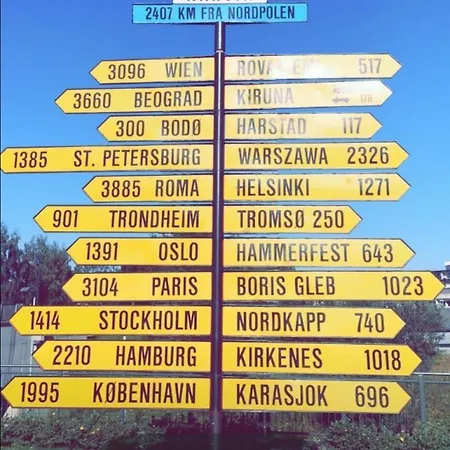 2407 KM FRA NORDPOLEN
3096 WIEN
517
3660 BEOGRAD
KIRUNA 178
300 BODØ
HARSTAD 117
1385 ST. PETERSBURG
WARSZAWA 2326
3885 ROMA
HELSINKI 1271
901 TRONDHEIM
TROMSØ 250
1391 OSLO
HAMMERFEST 643
3104 PARIS
BORIS GLEB 1023
1414 STOCKHOLM
NORDKAPP 740
2210 HAMBURG
KIRKENES 1018
1995 KØBENHAVN
KARASJOK 696